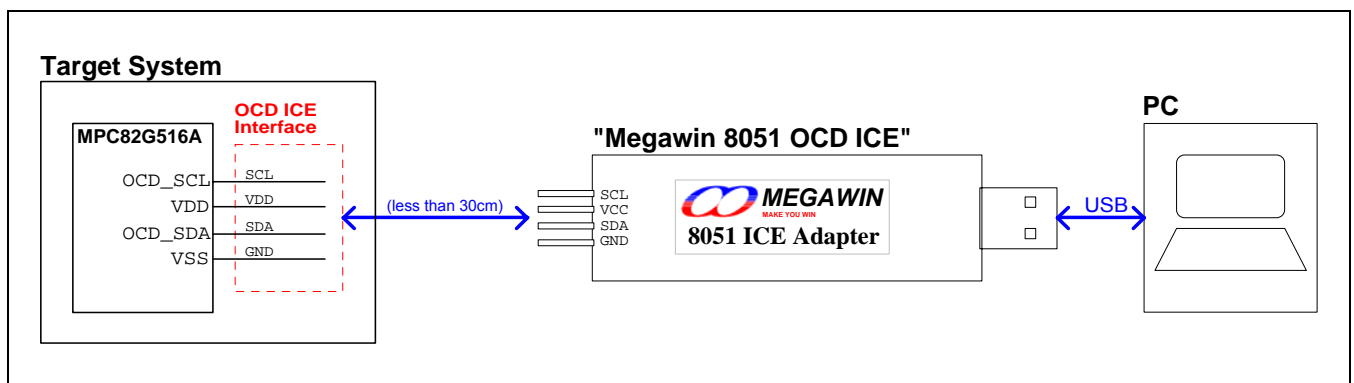 Target System
OCD ICE
Interface
MPC82G516A
OCD_SCL
VDD
OCD_SDA
VSS
SCL
VDD
SDA
GND
(less than 30cm)
"Megawin 8051 OCD ICE"
SCL
VCC
SDA
GND
MEGAWIN
MAKE YOU WIN
8051 ICE Adapter
USB
PC